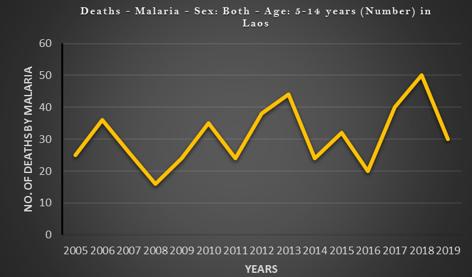 Deaths - Malaria - Sex: Both - Age: 5-14 years (Number) in
Laos
60
50
40
30
20
10
0
NO. OF DEATHS BY MALARIA
2005 2006 2007 2008 2009 2010 2011 2012 2013 2014 2015 2016 2017 2018 2019
YEARS